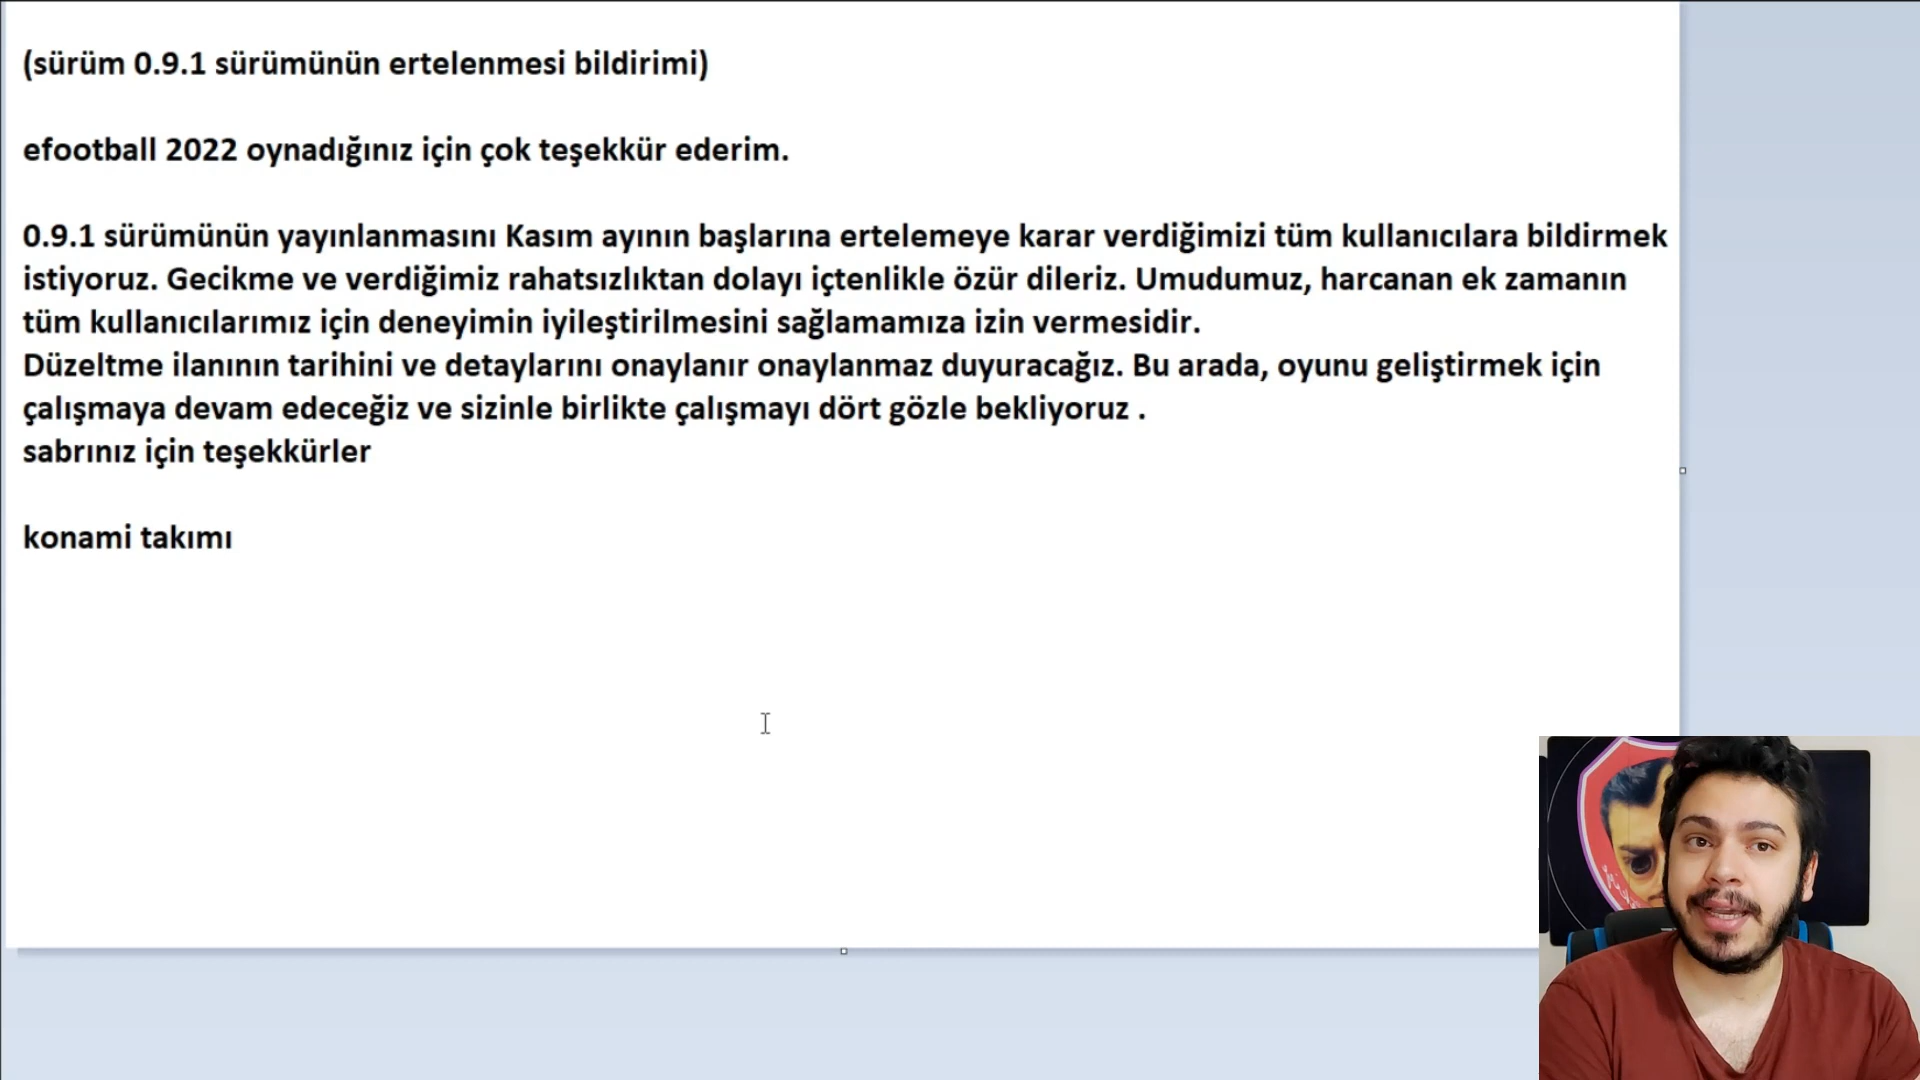 (sürüm 0.9.1 sürümünün ertelenmesi bildirimi)
efootball 2022 oynadığınız için çok teşekkür ederim.
0.9.1 sürümünün yayınlanmasını Kasım ayının başlarına ertelemeye karar verdiğimizi tüm kullanıcılara bildirmek
istiyoruz. Gecikme ve verdiğimiz rahatsızlıktan dolayı içtenlikle özür dileriz. Umudumuz, harcanan ek zamanın
tüm kullanıcılarımız için deneyimin iyileştirilmesini sağlamamıza izin vermesidir.
Düzeltme ilanının tarihini ve detaylarını onaylanır onaylanmaz duyuracağız. Bu arada, oyunu geliştirmek için
çalışmaya devam edeceğiz ve sizinle birlikte çalışmayı dört gözle bekliyoruz .
sabrınız için teşekkürler
konami takımı